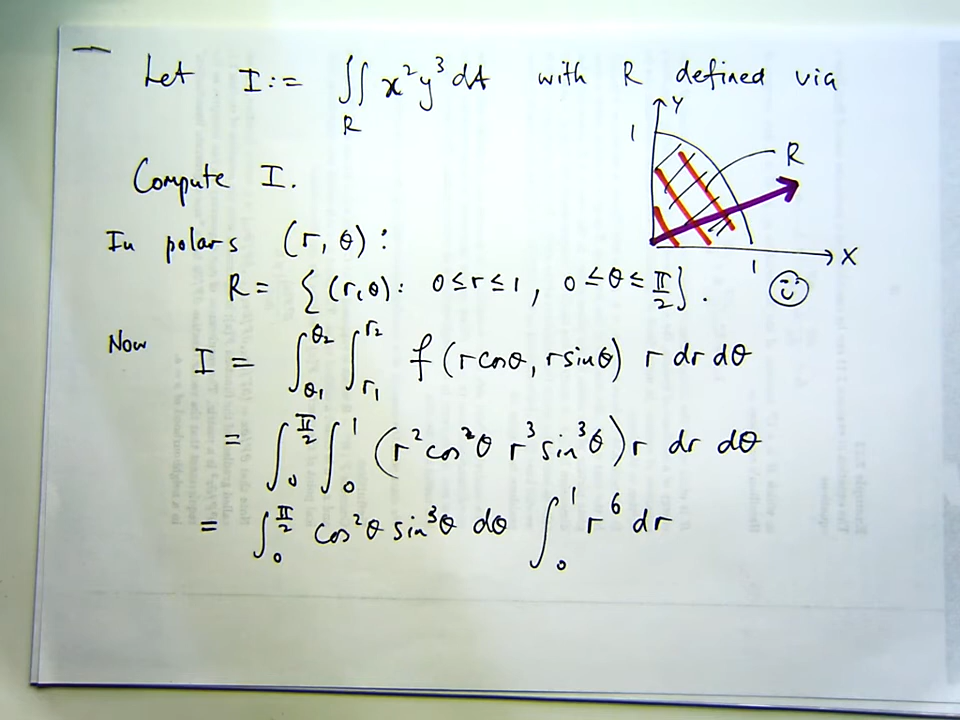 Let I := ∬_R x²y³ dA with R defined via
Y
1
R
Compute I.
In polars (r, θ):
1
X
R = {(r, θ): 0 ≤ r ≤ 1, 0 ≤ θ ≤ π/2}.
Now I = ∫_{θ₁}^{θ₂} ∫_{r₁}^{r₂} f(r cosθ, r sinθ) r dr dθ
= ∫_0^{π/2} ∫_0^1 (r² cos²θ r³ sin³θ) r dr dθ
= ∫_0^{π/2} cos²θ sin³θ dθ ∫_0^1 r⁶ dr